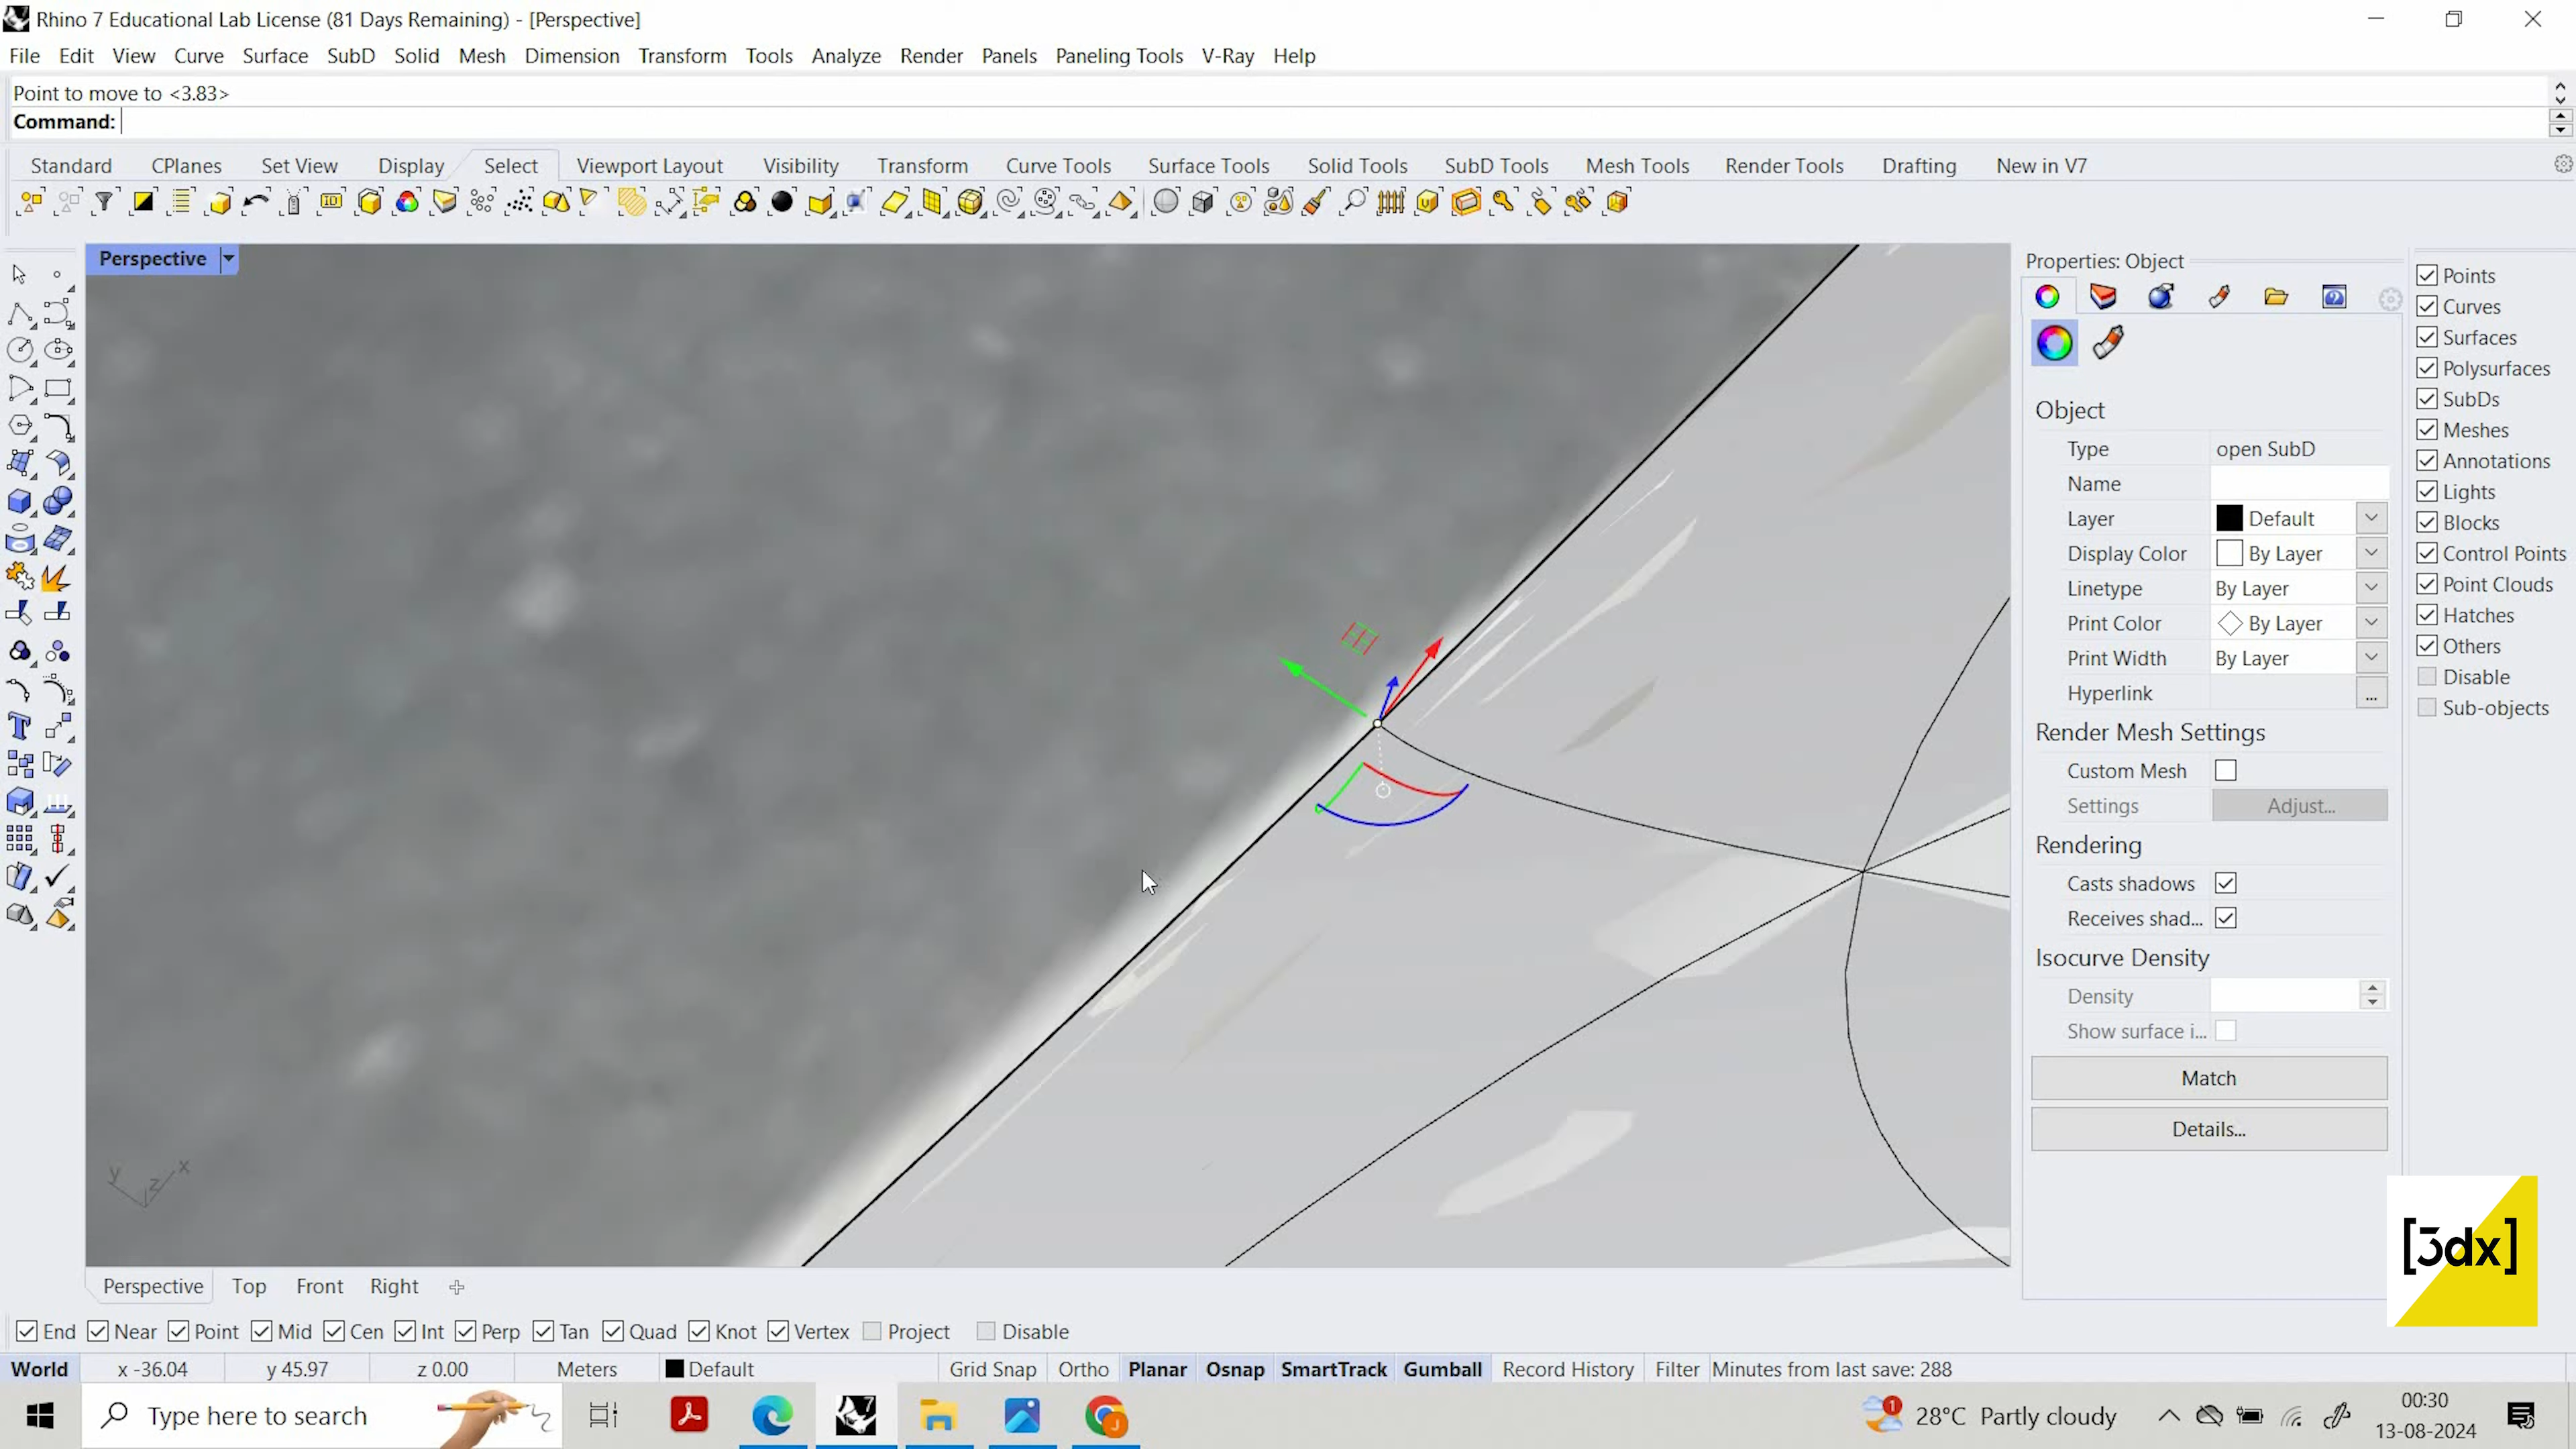 Rhino 7 Educational Lab License (81 Days Remaining) - [Perspective]
File Edit View Curve Surface SubD Solid Mesh Dimension Transform Tools Analyze Render Panels Paneling Tools V-Ray Help
Point to move to <3.83>
Command:
Standard CPlanes Set View Display Select Viewport Layout Visibility Transform Curve Tools Surface Tools Solid Tools SubD Tools Mesh Tools Render Tools Drafting New in V7
Perspective
Properties: Object
Object
Type open SubD
Name
Layer Default
Display Color By Layer
Linetype By Layer
Print Color By Layer
Print Width By Layer
Hyperlink ...
Render Mesh Settings
Custom Mesh
Settings Adjust...
Rendering
Casts shadows
Receives shad...
Isocurve Density
Density
Show surface i...
Match
Details...
Points
Curves
Surfaces
Polysurfaces
SubDs
Meshes
Annotations
Lights
Blocks
Control Points
Point Clouds
Hatches
Others
Disable
Sub-objects
y z x
[3dx]
Perspective Top Front Right
End Near Point Mid Cen Int Perp Tan Quad Knot Vertex Project Disable
World x -36.04 y 45.97 z 0.00 Meters Default Grid Snap Ortho Planar Osnap SmartTrack Gumball Record History Filter Minutes from last save: 288
Type here to search
1
28°C Partly cloudy
00:30
13-08-2024